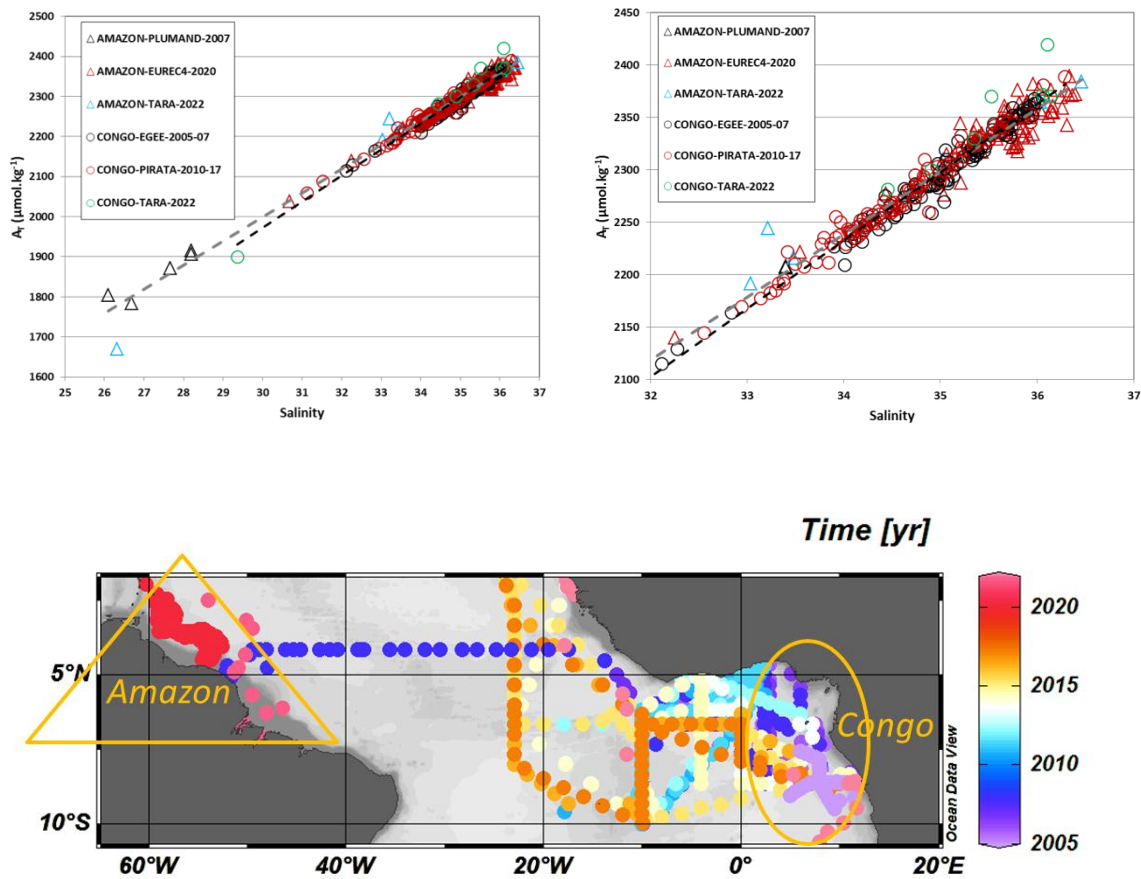 2500
2400
2300
2200
2100
2000
1900
1800
1700
1600
A_T (µmol.kg⁻¹)
AMAZON-PLUMAND-2007
AMAZON-EUREC4-2020
AMAZON-TARA-2022
CONGO-EGEE-2005-07
CONGO-PIRATA-2010-17
CONGO-TARA-2022
25 26 27 28 29 30 31 32 33 34 35 36 37
Salinity
2450
2400
2350
2300
2250
2200
2150
2100
A_T (µmol.kg⁻¹)
AMAZON-PLUMAND-2007
AMAZON-EUREC4-2020
AMAZON-TARA-2022
CONGO-EGEE-2005-07
CONGO-PIRATA-2010-17
CONGO-TARA-2022
32 33 34 35 36 37
Salinity
Time [yr]
5°N
10°S
Amazon
Congo
60°W 40°W 20°W 0° 20°E
Ocean Data View
2020
2015
2010
2005